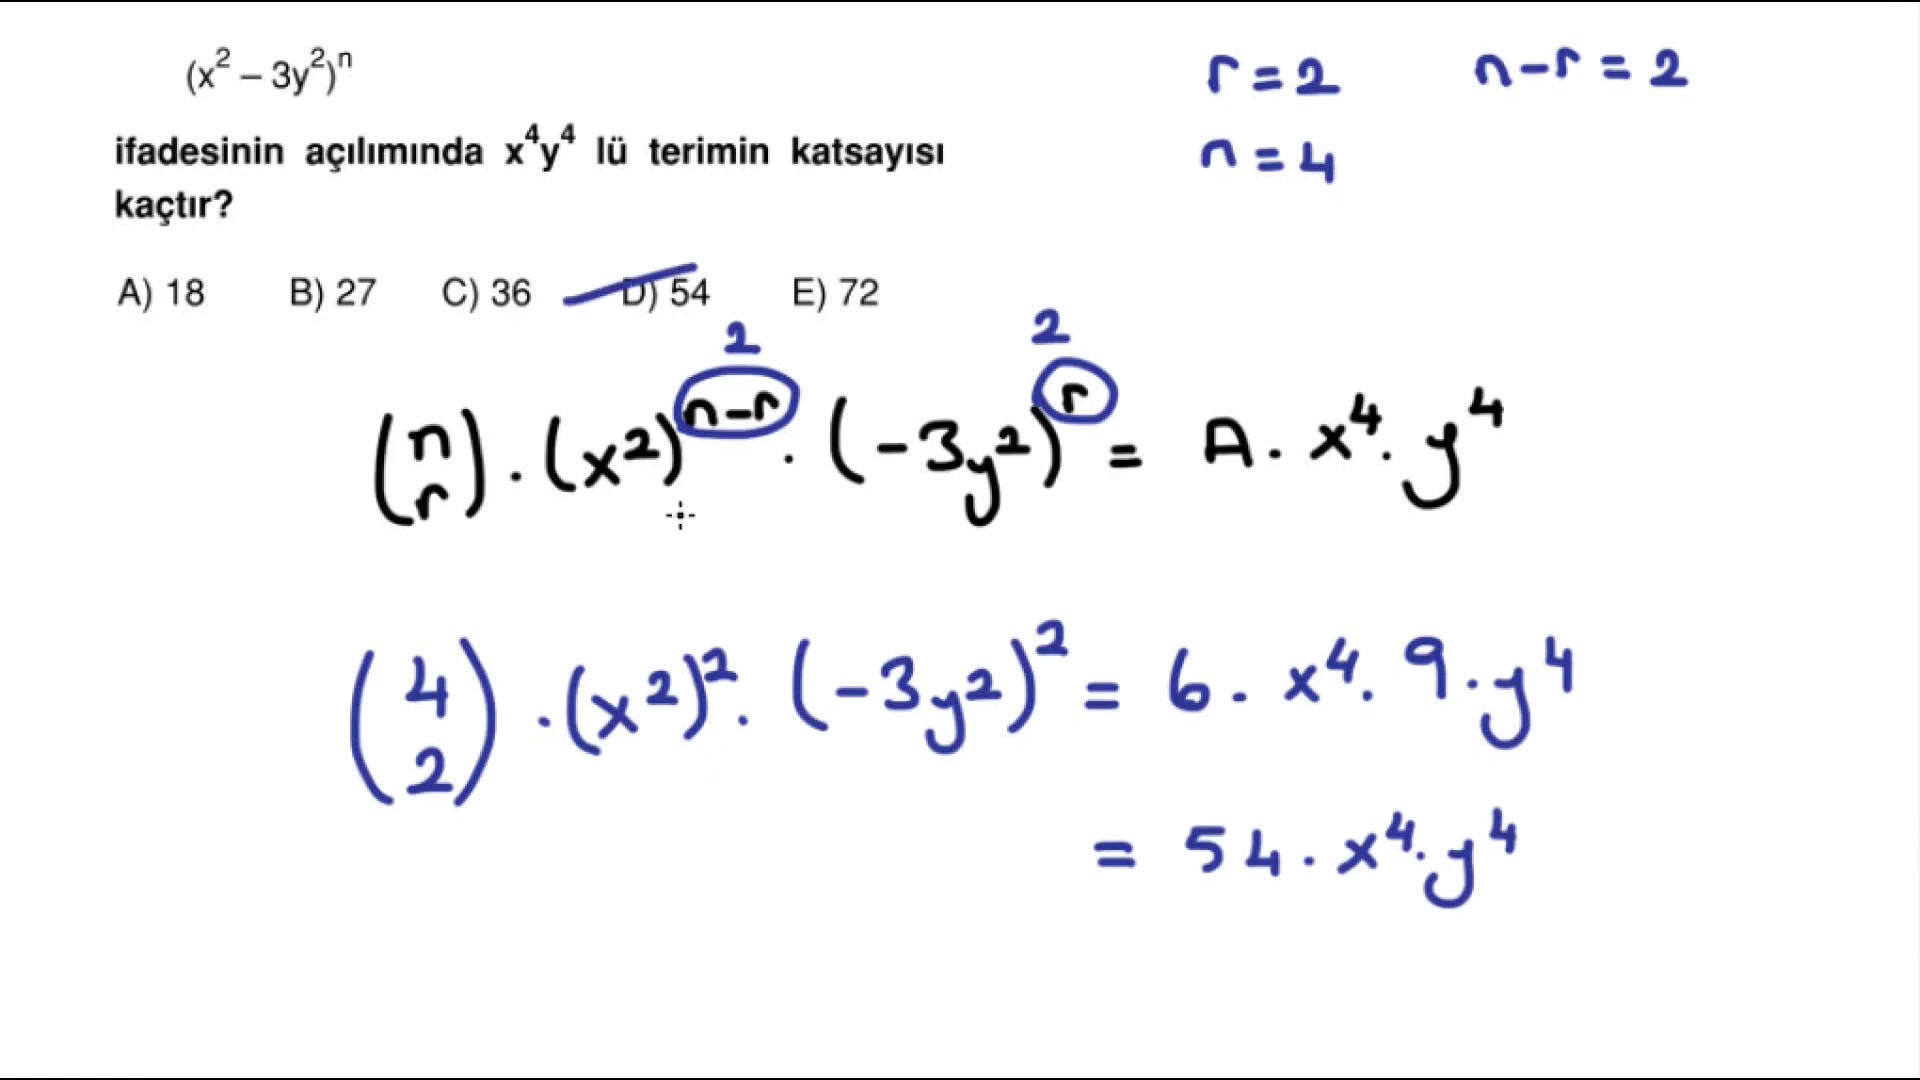 (x² – 3y²)ⁿ
ifadesinin açılımında x⁴y⁴ lü terimin katsayısı
kaçtır?
A) 18 B) 27 C) 36 D) 54 E) 72
r = 2 n – r = 2
n = 4
2 2
(n r) · (x²)ⁿ⁻ʳ · (–3y²)ʳ = A · x⁴ · y⁴
(4 2) · (x²)² · (–3y²)² = 6 · x⁴ · 9 · y⁴
= 54 · x⁴ · y⁴